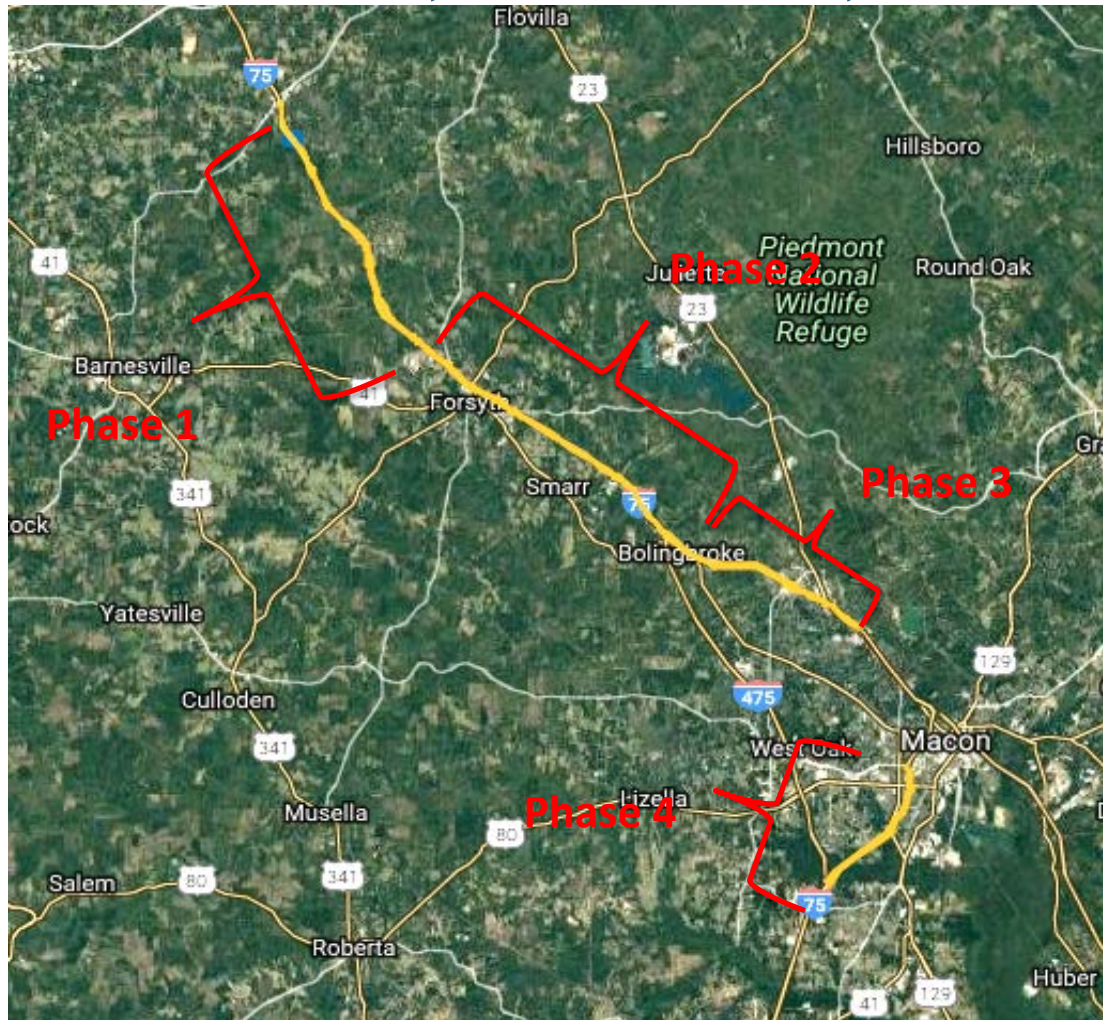 Flovilla
75
23
Hillsboro
41
Piedmont
National
Wildlife
Refuge
Phase 2
Round Oak
23
Barnesville
41
Forsyth
Phase 1
341
Smarr
75
Phase 3
ock
Bolingbroke
Yatesville
129
Culloden
475
341
West Oak
Macon
Musella
Lizella
Phase 4
80
Salem
80
341
75
Roberta
Huber
41
129